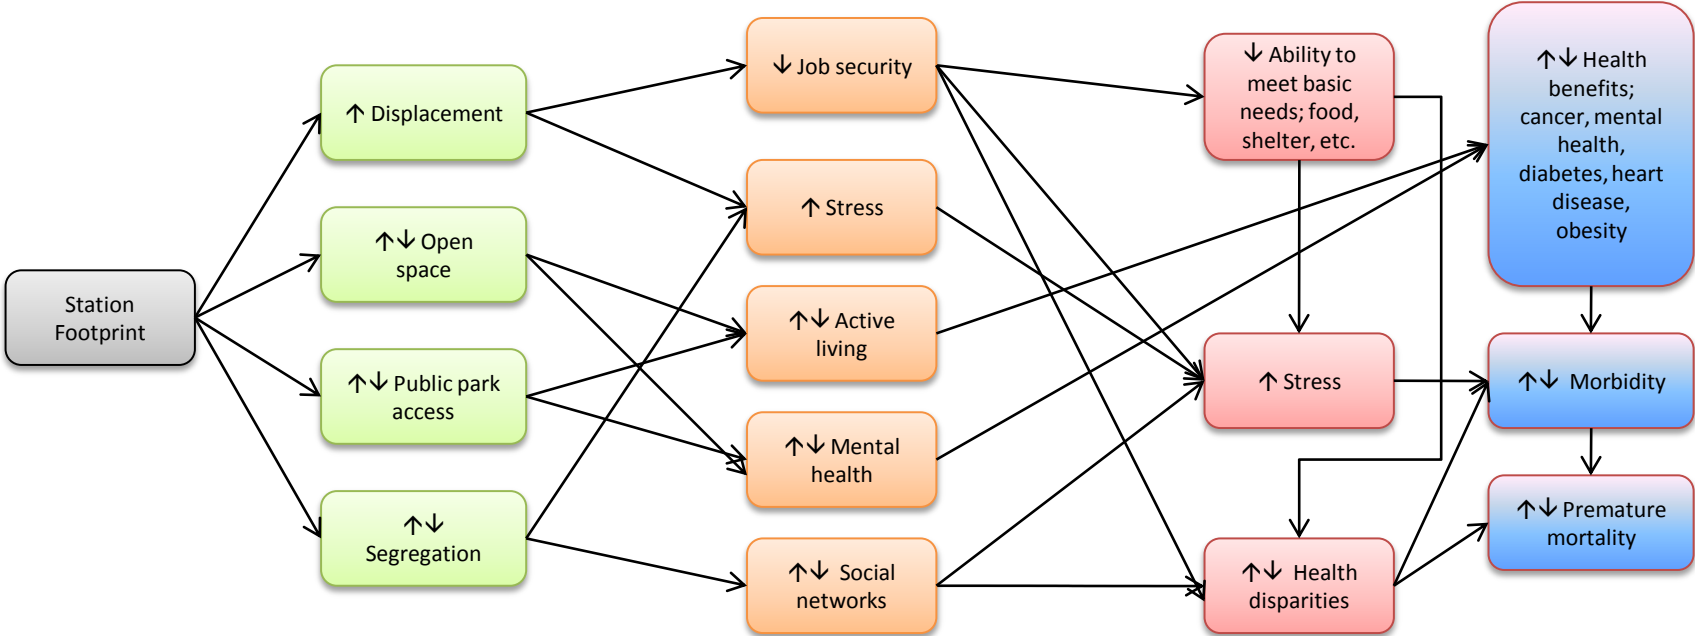 Station
Footprint
↑ Displacement
↑↓ Open
space
↑↓ Public park
access
↑↓
Segregation
↓ Job security
↑ Stress
↑↓ Active
living
↑↓ Mental
health
↑↓ Social
networks
↓ Ability to
meet basic
needs; food,
shelter, etc.
↑ Stress
↑↓ Health
disparities
↑↓ Health
benefits;
cancer, mental
health,
diabetes, heart
disease,
obesity
↑↓ Morbidity
↑↓ Premature
mortality